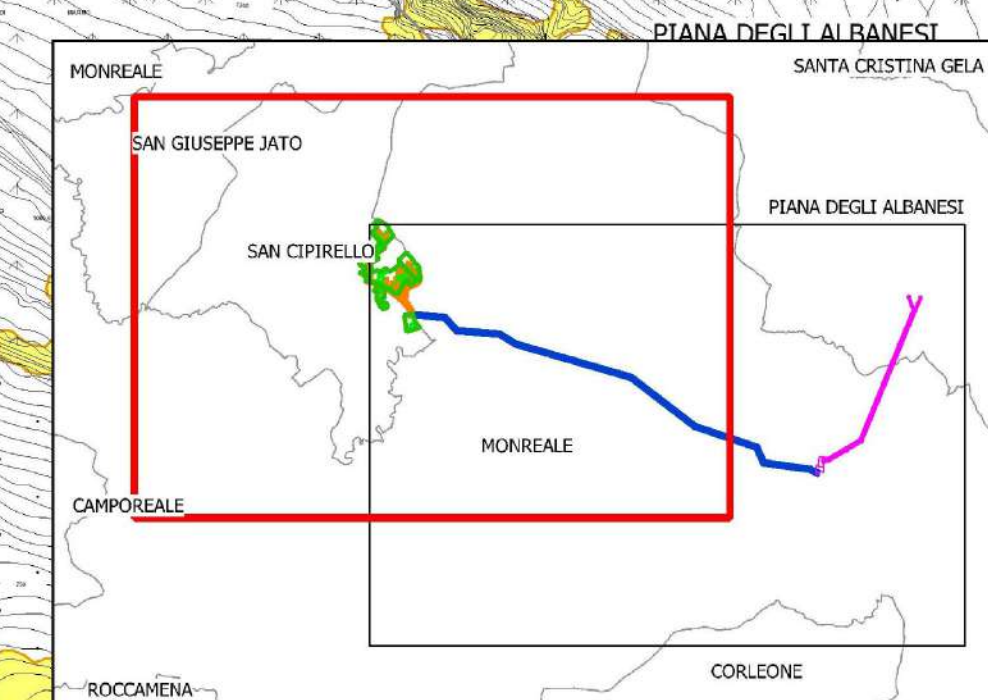 PIANA DEGLI ALBANESI
SANTA CRISTINA GELA
MONREALE
SAN GIUSEPPE JATO
PIANA DEGLI ALBANESI
SAN CIPIRELLO
MONREALE
CAMPOREALE
CORLEONE
ROCCAMENA